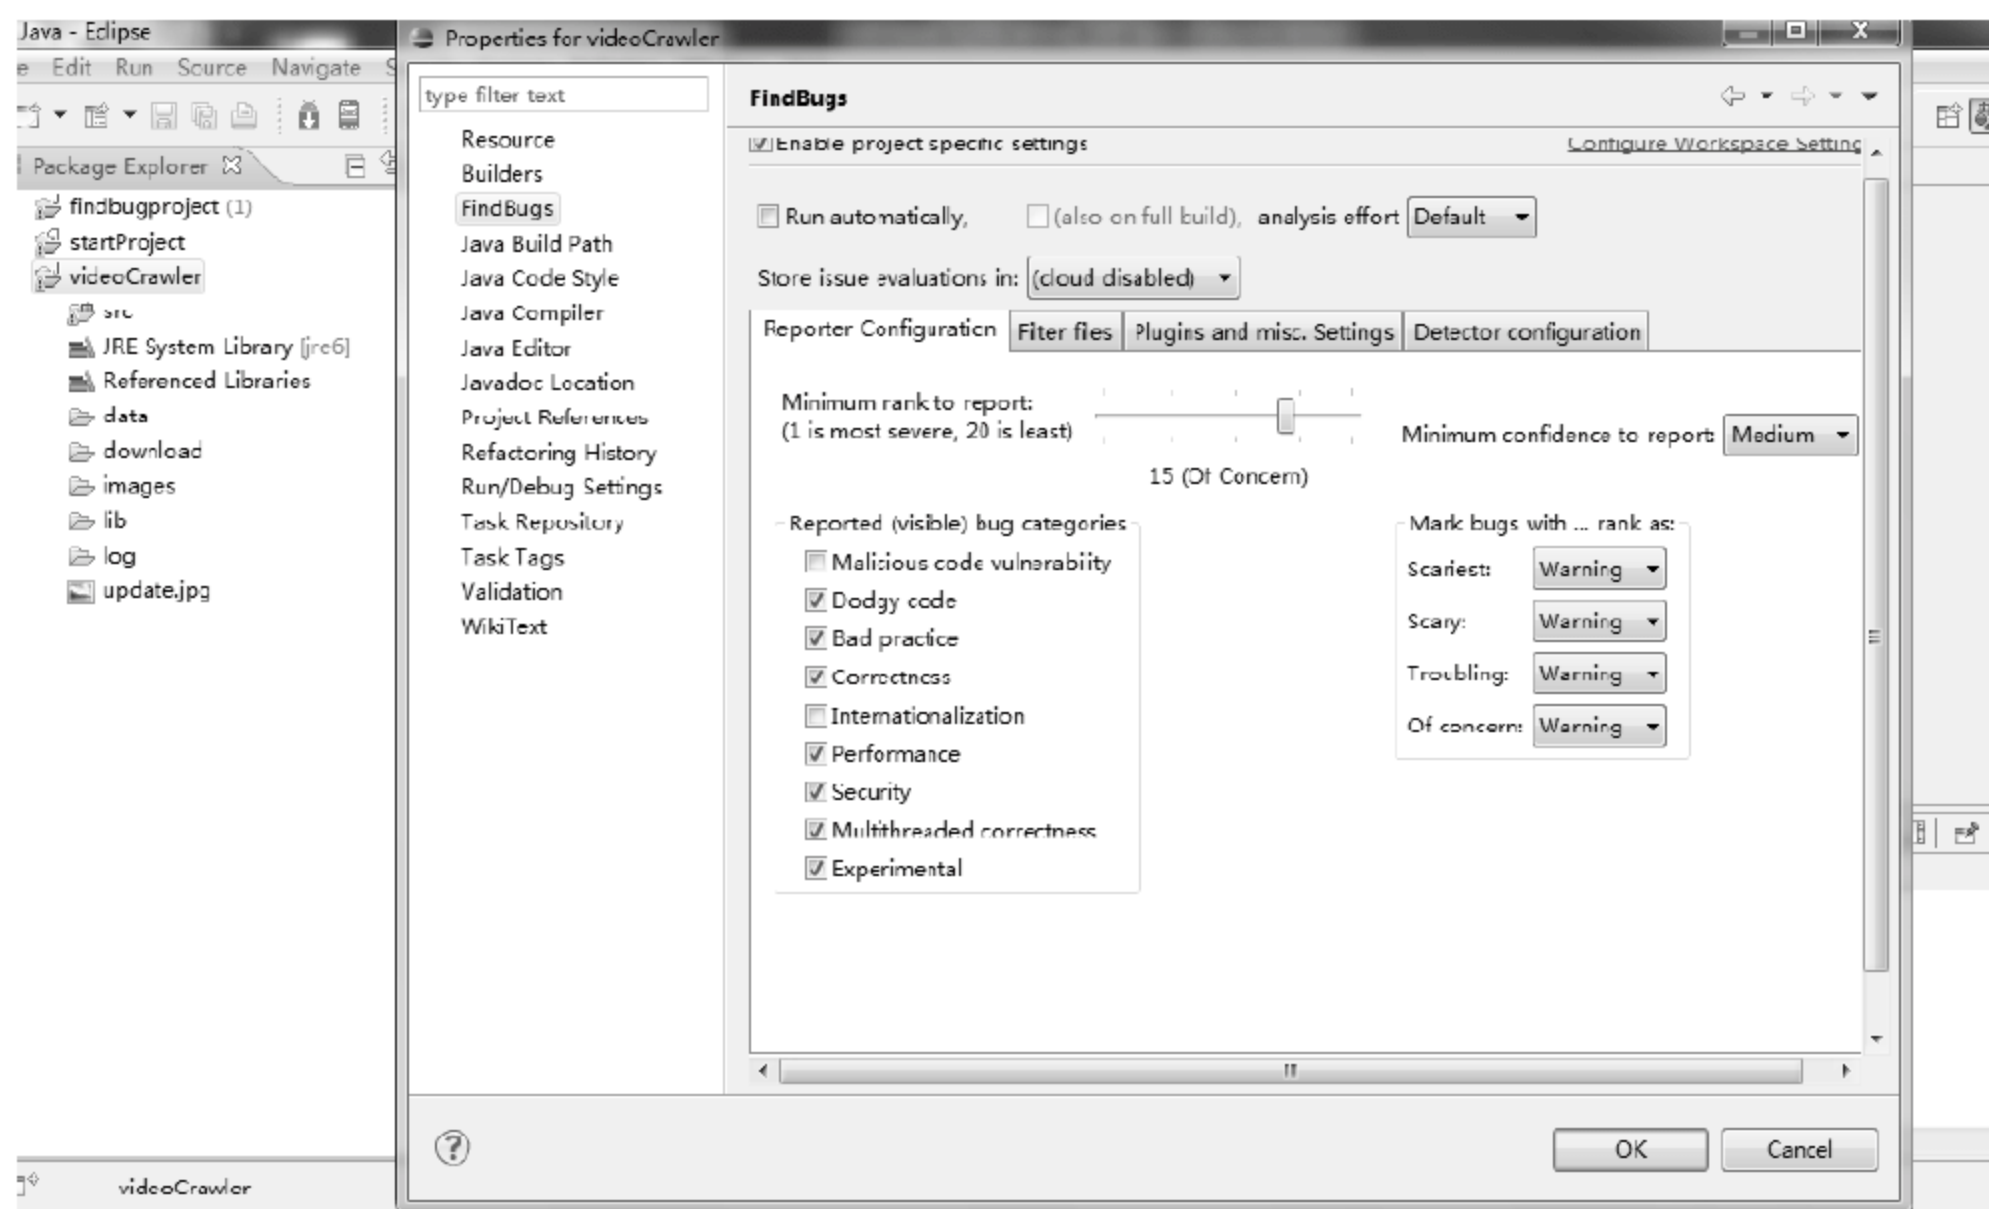 Java - Eclipse
e Edit Run Source Navigate S
Package Explorer
findbugproject (1)
startProject
videoCrawler
src
JRE System Library [jre6]
Referenced Libraries
data
download
images
lib
log
update.jpg
videoCrawler
Properties for videoCrawler
type filter text
Resource
Builders
FindBugs
Java Build Path
Java Code Style
Java Compiler
Java Editor
Javadoc Location
Project References
Refactoring History
Run/Debug Settings
Task Repository
Task Tags
Validation
WikiText
FindBugs
Enable project specific settings Configure Workspace Setting
Run automatically, (also on full build), analysis effort Default
Store issue evaluations in: (cloud disabled)
Reporter Configuration Filter files Plugins and misc. Settings Detector configuration
Minimum rank to report:
(1 is most severe, 20 is least)
15 (Of Concern)
Minimum confidence to report: Medium
Reported (visible) bug categories
Malicious code vulnerability
Dodgy code
Bad practice
Correctness
Internationalization
Performance
Security
Multithreaded correctness
Experimental
Mark bugs with ... rank as:
Scariest: Warning
Scary: Warning
Troubling: Warning
Of concern: Warning
OK Cancel